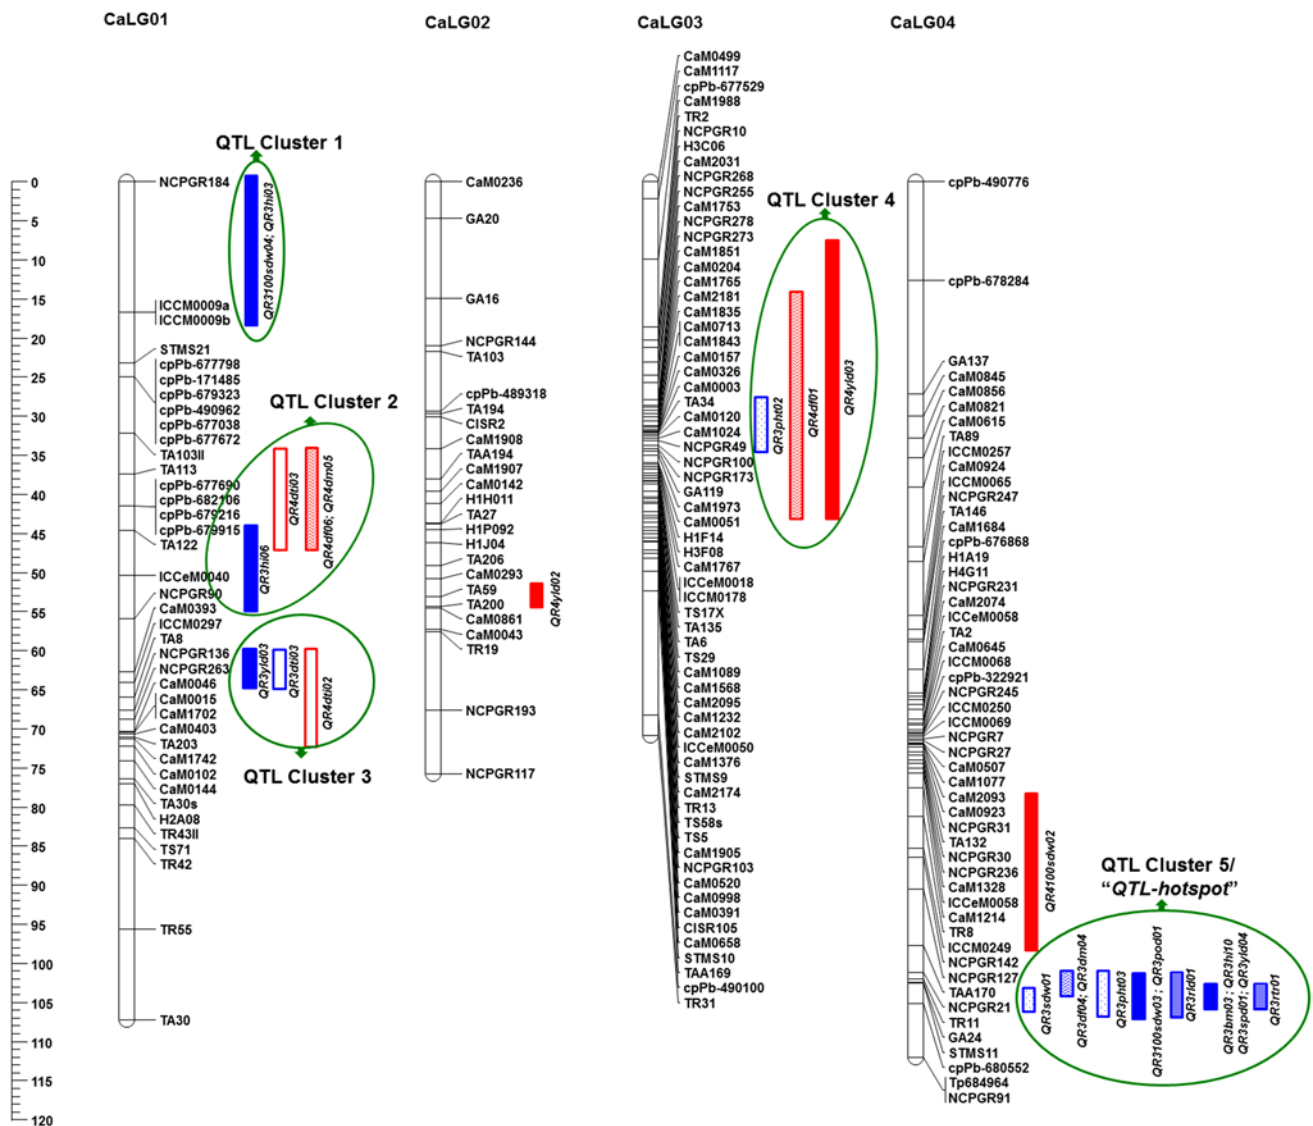 CaLG01
CaLG02
CaLG03
CaLG04
0
5
10
15
20
25
30
35
40
45
50
55
60
65
70
75
80
85
90
95
100
105
110
115
120
NCPGR184
ICCM0009a
ICCM0009b
STMS21
cpPb-677798
cpPb-171485
cpPb-679323
cpPb-490962
cpPb-677038
cpPb-677672
TA103II
TA113
cpPb-677690
cpPb-682106
cpPb-679216
cpPb-679915
TA122
ICCeM0040
NCPGR90
CaM0393
ICCM0297
TA8
NCPGR136
NCPGR263
CaM0046
CaM0015
CaM1702
CaM0403
TA203
CaM1742
CaM0102
CaM0144
TA30s
H2A08
TR43II
TS71
TR42
TR55
TA30
QTL Cluster 1
QR3100sdw04; QR3hi03
QTL Cluster 2
QR3hi06
QR4dti03
QR4df06; QR4dm05
QR3yld03
QR3dti03
QR4dti02
QTL Cluster 3
CaM0236
GA20
GA16
NCPGR144
TA103
cpPb-489318
TA194
CISR2
CaM1908
TAA194
CaM1907
CaM0142
H1H011
TA27
H1P092
H1J04
TA206
CaM0293
TA59
TA200
CaM0861
CaM0043
TR19
NCPGR193
NCPGR117
QR4yld02
CaM0499
CaM1117
cpPb-677529
CaM1988
TR2
NCPGR10
H3C06
CaM2031
NCPGR268
NCPGR255
CaM1753
NCPGR278
NCPGR273
CaM1851
CaM0204
CaM1765
CaM2181
CaM1835
CaM0713
CaM1843
CaM0157
CaM0326
CaM0003
TA34
CaM0120
CaM1024
NCPGR49
NCPGR100
NCPGR173
GA119
CaM1973
CaM0051
H1F14
H3F08
CaM1767
ICCeM0018
ICCM0178
TS17X
TA135
TA6
TS29
CaM1089
CaM1568
CaM2095
CaM1232
CaM2102
ICCeM0050
CaM1376
STMS9
CaM2174
TR13
TS58s
TS5
CaM1905
NCPGR103
CaM0520
CaM0998
CaM0391
CISR105
CaM0658
STMS10
TAA169
cpPb-490100
TR31
QTL Cluster 4
QR3pht02
QR4df01
QR4yld03
cpPb-490776
cpPb-678284
GA137
CaM0845
CaM0856
CaM0821
CaM0615
TA89
ICCM0257
CaM0924
ICCM0065
NCPGR247
TA146
CaM1684
cpPb-676868
H1A19
H4G11
NCPGR231
CaM2074
ICCeM0058
TA2
CaM0645
ICCM0068
cpPb-322921
NCPGR245
ICCM0250
ICCM0069
NCPGR7
NCPGR27
CaM0507
CaM1077
CaM2093
CaM0923
NCPGR31
TA132
NCPGR30
NCPGR236
CaM1328
ICCeM0058
CaM1214
TR8
ICCM0249
NCPGR142
NCPGR127
TAA170
NCPGR21
TR11
GA24
STMS11
cpPb-680552
Tp684964
NCPGR91
QR4100sdw02
QTL Cluster 5/
“QTL-hotspot”
QR3sdw01
QR3df04; QR3dm04
QR3pht03
QR3100sdw03 ; QR3pod01
QR3rld01
QR3bm03 ; QR3hi10
QR3spd01; QR3yld04
QR3rtr01